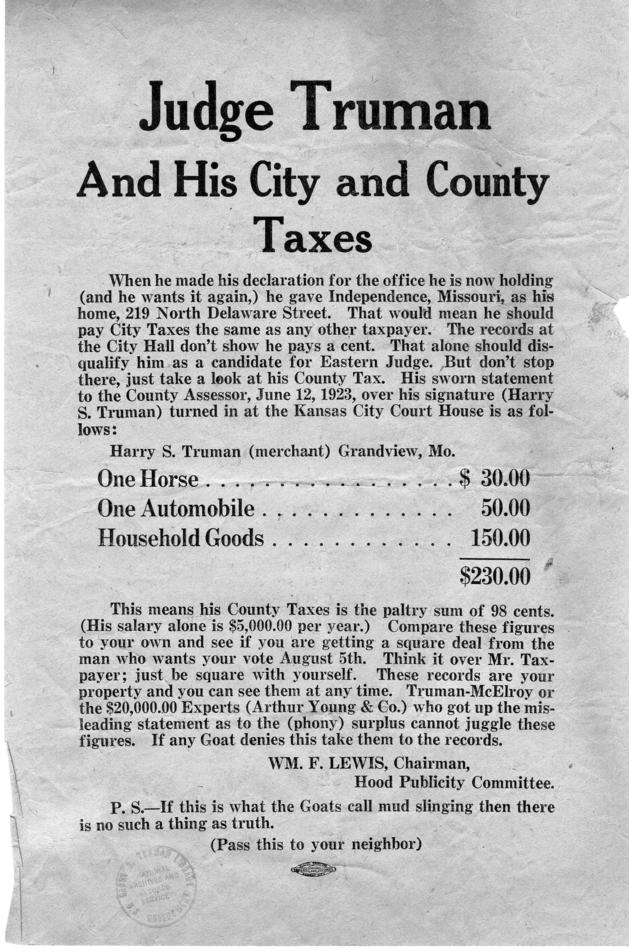 Judge Truman
And His City and County
Taxes
When he made his declaration for the office he is now holding
(and he wants it again,) he gave Independence, Missouri, as his
home, 219 North Delaware Street. That would mean he should
pay City Taxes the same as any other taxpayer. The records at
the City Hall don't show he pays a cent. That alone should dis-
qualify him as a candidate for Eastern Judge. But don't stop
there, just take a look at his County Tax. His sworn statement
to the County Assessor, June 12, 1923, over his signature (Harry
S. Truman) turned in at the Kansas City Court House is as fol-
lows:
Harry S. Truman (merchant) Grandview, Mo.
One Horse . . . . . . . . . . . . . . . . . $ 30.00
One Automobile . . . . . . . . . . . . . 50.00
Household Goods . . . . . . . . . . . . 150.00
$230.00
This means his County Taxes is the paltry sum of 98 cents.
(His salary alone is $5,000.00 per year.) Compare these figures
to your own and see if you are getting a square deal from the
man who wants your vote August 5th. Think it over Mr. Tax-
payer; just be square with yourself. These records are your
property and you can see them at any time. Truman-McElroy or
the $20,000.00 Experts (Arthur Young & Co.) who got up the mis-
leading statement as to the (phony) surplus cannot juggle these
figures. If any Goat denies this take them to the records.
WM. F. LEWIS, Chairman,
Hood Publicity Committee.
P. S.—If this is what the Goats call mud slinging then there
is no such a thing as truth.
(Pass this to your neighbor)